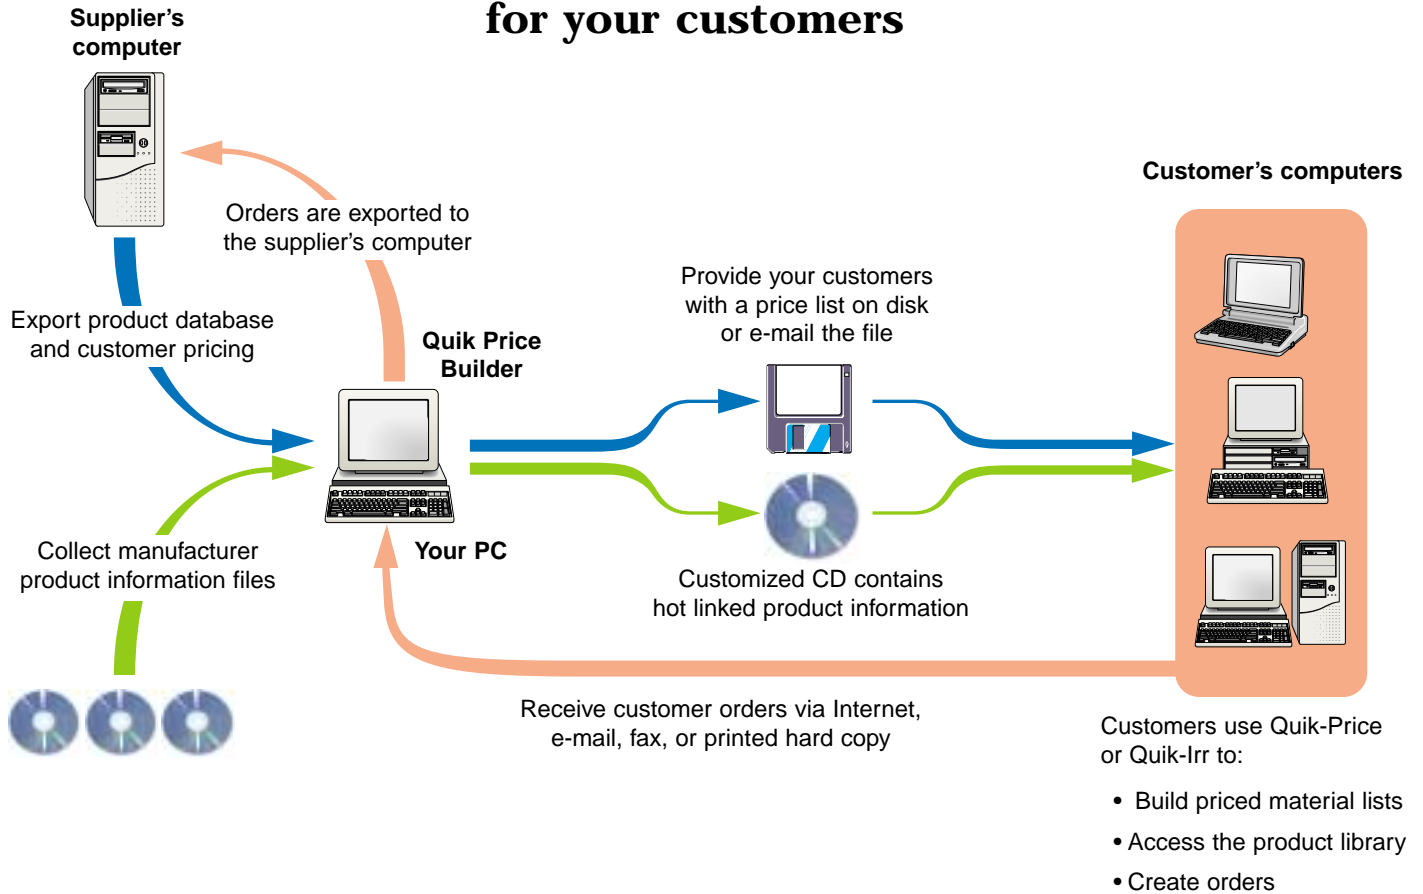 for your customers
Supplier's
computer
Orders are exported to
the supplier's computer
Export product database
and customer pricing
Quik Price
Builder
Provide your customers
with a price list on disk
or e-mail the file
Customer's computers
Collect manufacturer
product information files
Your PC
Customized CD contains
hot linked product information
Receive customer orders via Internet,
e-mail, fax, or printed hard copy
Customers use Quik-Price
or Quik-Irr to:
• Build priced material lists
• Access the product library
• Create orders